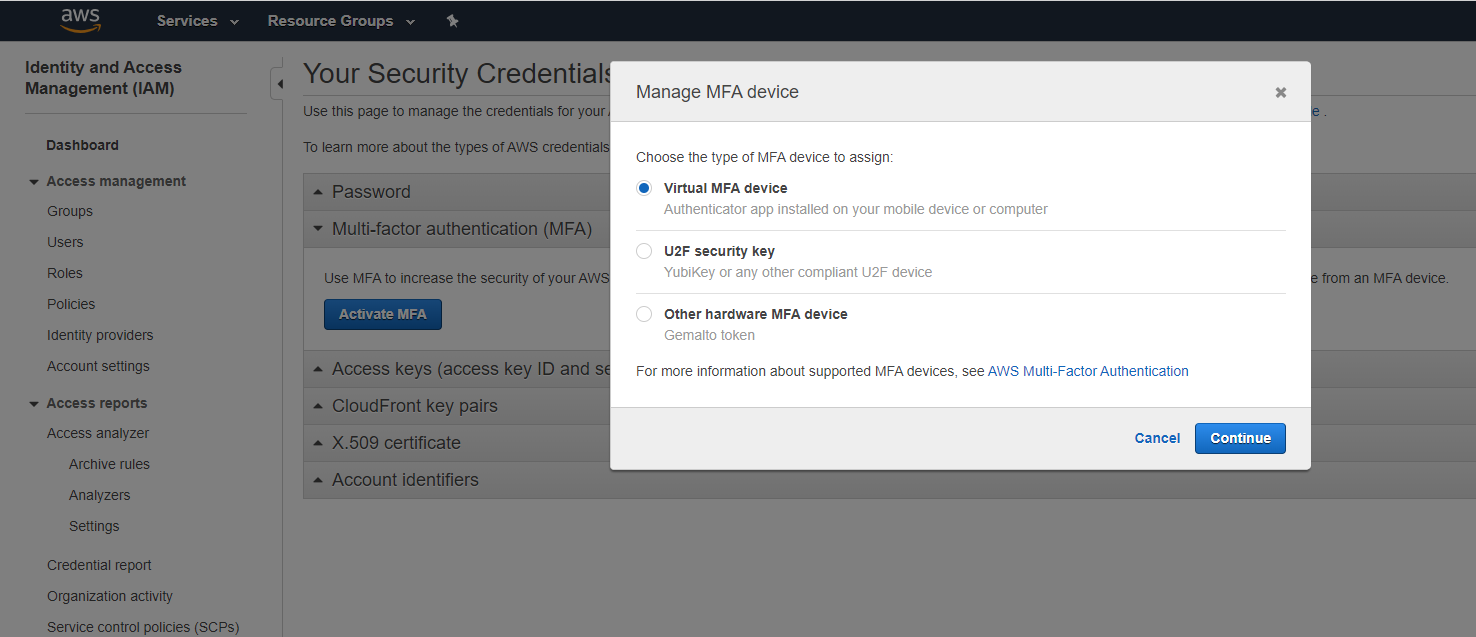 aws
Services
Resource Groups
Identity and Access
Management (IAM)
Dashboard
Access management
Groups
Users
Roles
Policies
Identity providers
Account settings
Access reports
Access analyzer
Archive rules
Analyzers
Settings
Credential report
Organization activity
Service control policies (SCPs)
Your Security Credentials
Use this page to manage the credentials for your
e .
To learn more about the types of AWS credentials
Password
Multi-factor authentication (MFA)
Use MFA to increase the security of your AWS
e from an MFA device.
Activate MFA
Access keys (access key ID and se
CloudFront key pairs
X.509 certificate
Account identifiers
Manage MFA device
Choose the type of MFA device to assign:
Virtual MFA device
Authenticator app installed on your mobile device or computer
U2F security key
YubiKey or any other compliant U2F device
Other hardware MFA device
Gemalto token
For more information about supported MFA devices, see AWS Multi-Factor Authentication
Cancel
Continue